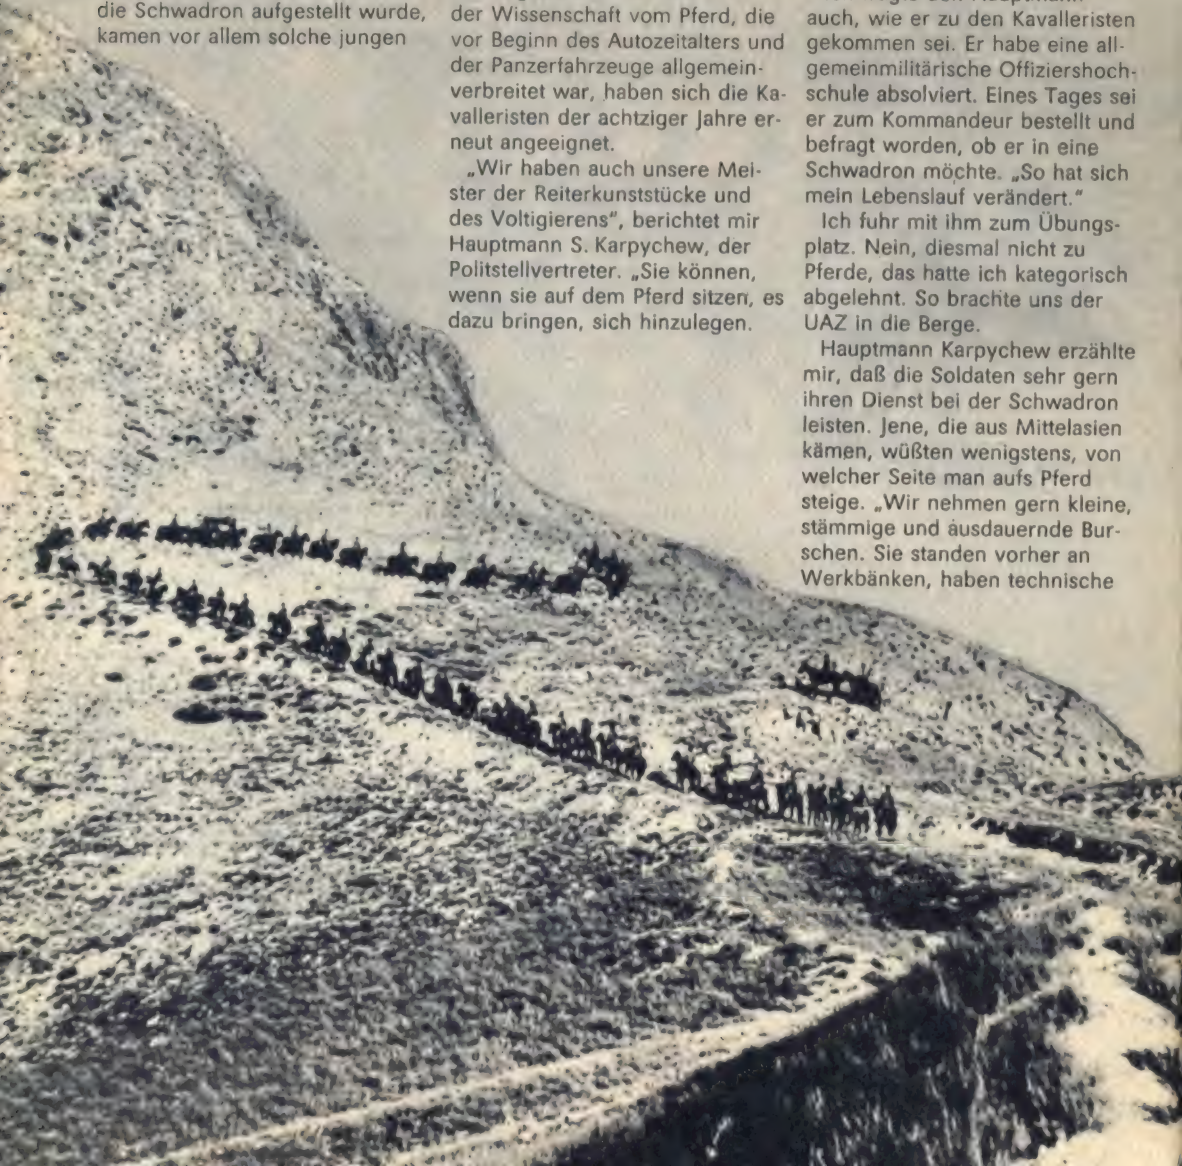 die Schwadron aufgestellt wurde,
kamen vor allem solche jungen
der Wissenschaft vom Pferd, die
vor Beginn des Autozeitalters und
der Panzerfahrzeuge allgemein-
verbreitet war, haben sich die Ka-
valleristen der achtziger Jahre er-
neut angeeignet.
„Wir haben auch unsere Mei-
ster der Reiterkunststücke und
des Voltigierens", berichtet mir
Hauptmann S. Karpychew, der
Politstellvertreter. „Sie können,
wenn sie auf dem Pferd sitzen, es
dazu bringen, sich hinzulegen.
auch, wie er zu den Kavalleristen
gekommen sei. Er habe eine all-
gemeinmilitärische Offiziershoch-
schule absolviert. Eines Tages sei
er zum Kommandeur bestellt und
befragt worden, ob er in eine
Schwadron möchte. „So hat sich
mein Lebenslauf verändert."
Ich fuhr mit ihm zum Übungs-
platz. Nein, diesmal nicht zu
Pferde, das hatte ich kategorisch
abgelehnt. So brachte uns der
UAZ in die Berge.
Hauptmann Karpychew erzählte
mir, daß die Soldaten sehr gern
ihren Dienst bei der Schwadron
leisten. Jene, die aus Mittelasien
kämen, wüßten wenigstens, von
welcher Seite man aufs Pferd
steige. „Wir nehmen gern kleine,
stämmige und ausdauernde Bur-
schen. Sie standen vorher an
Werkbänken, haben technische